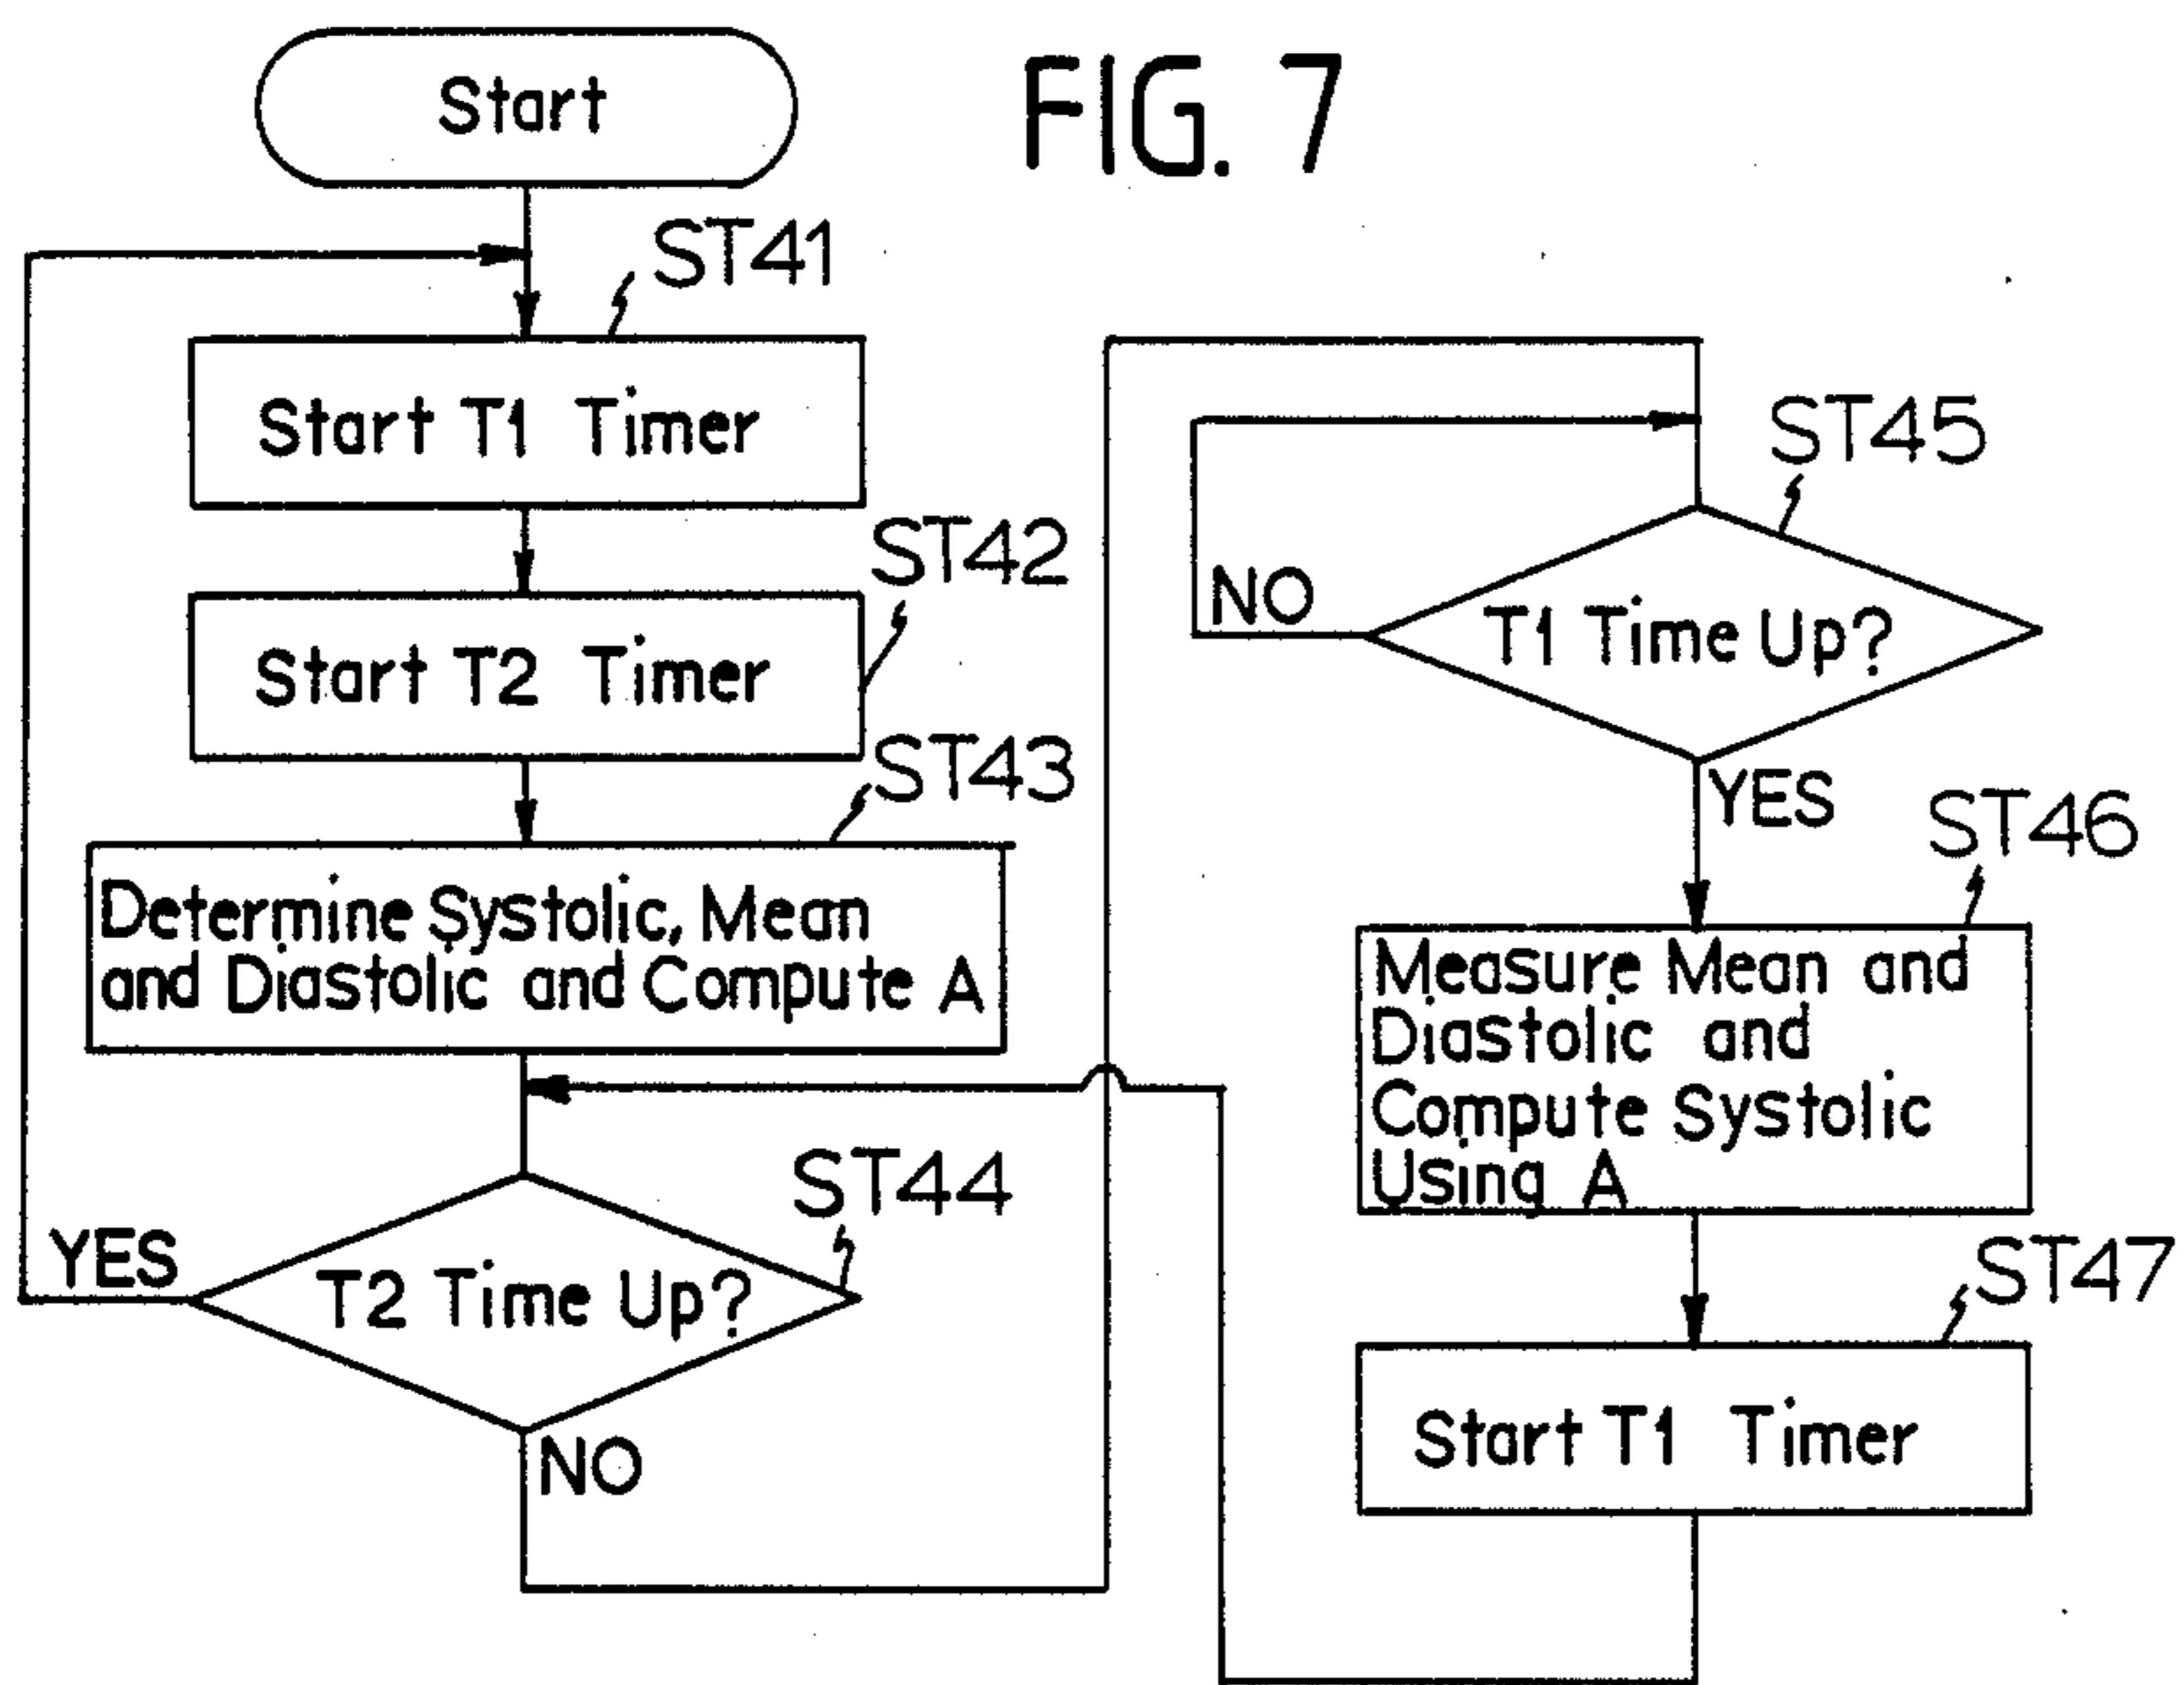 FIG. 7
Start
ST41
Start T1 Timer
ST42
Start T2 Timer
ST43
Determine Systolic, Mean
and Diastolic and Compute A
ST44
T2 Time Up?
YES
NO
ST45
T1 Time Up?
NO
YES
ST46
Measure Mean and
Diastolic and
Compute Systolic
Using A
ST47
Start T1 Timer